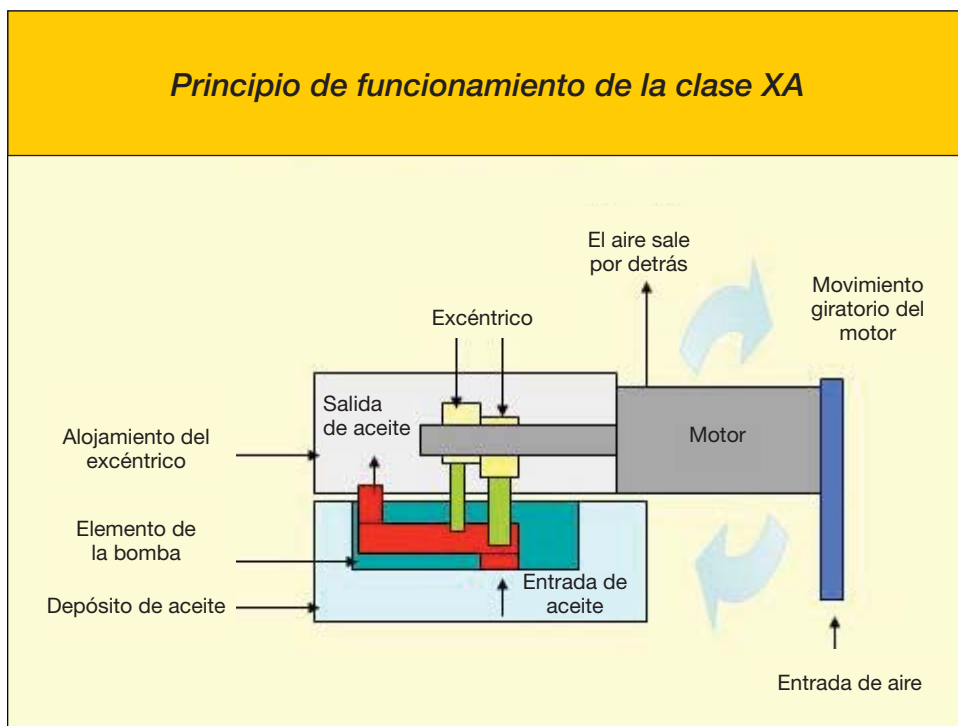 Principio de funcionamiento de la clase XA
El aire sale
por detrás
Movimiento
giratorio del
motor
Excéntrico
Salida
de aceite
Motor
Alojamiento del
excéntrico
Elemento de
la bomba
Entrada de
aceite
Depósito de aceite
Entrada de aire